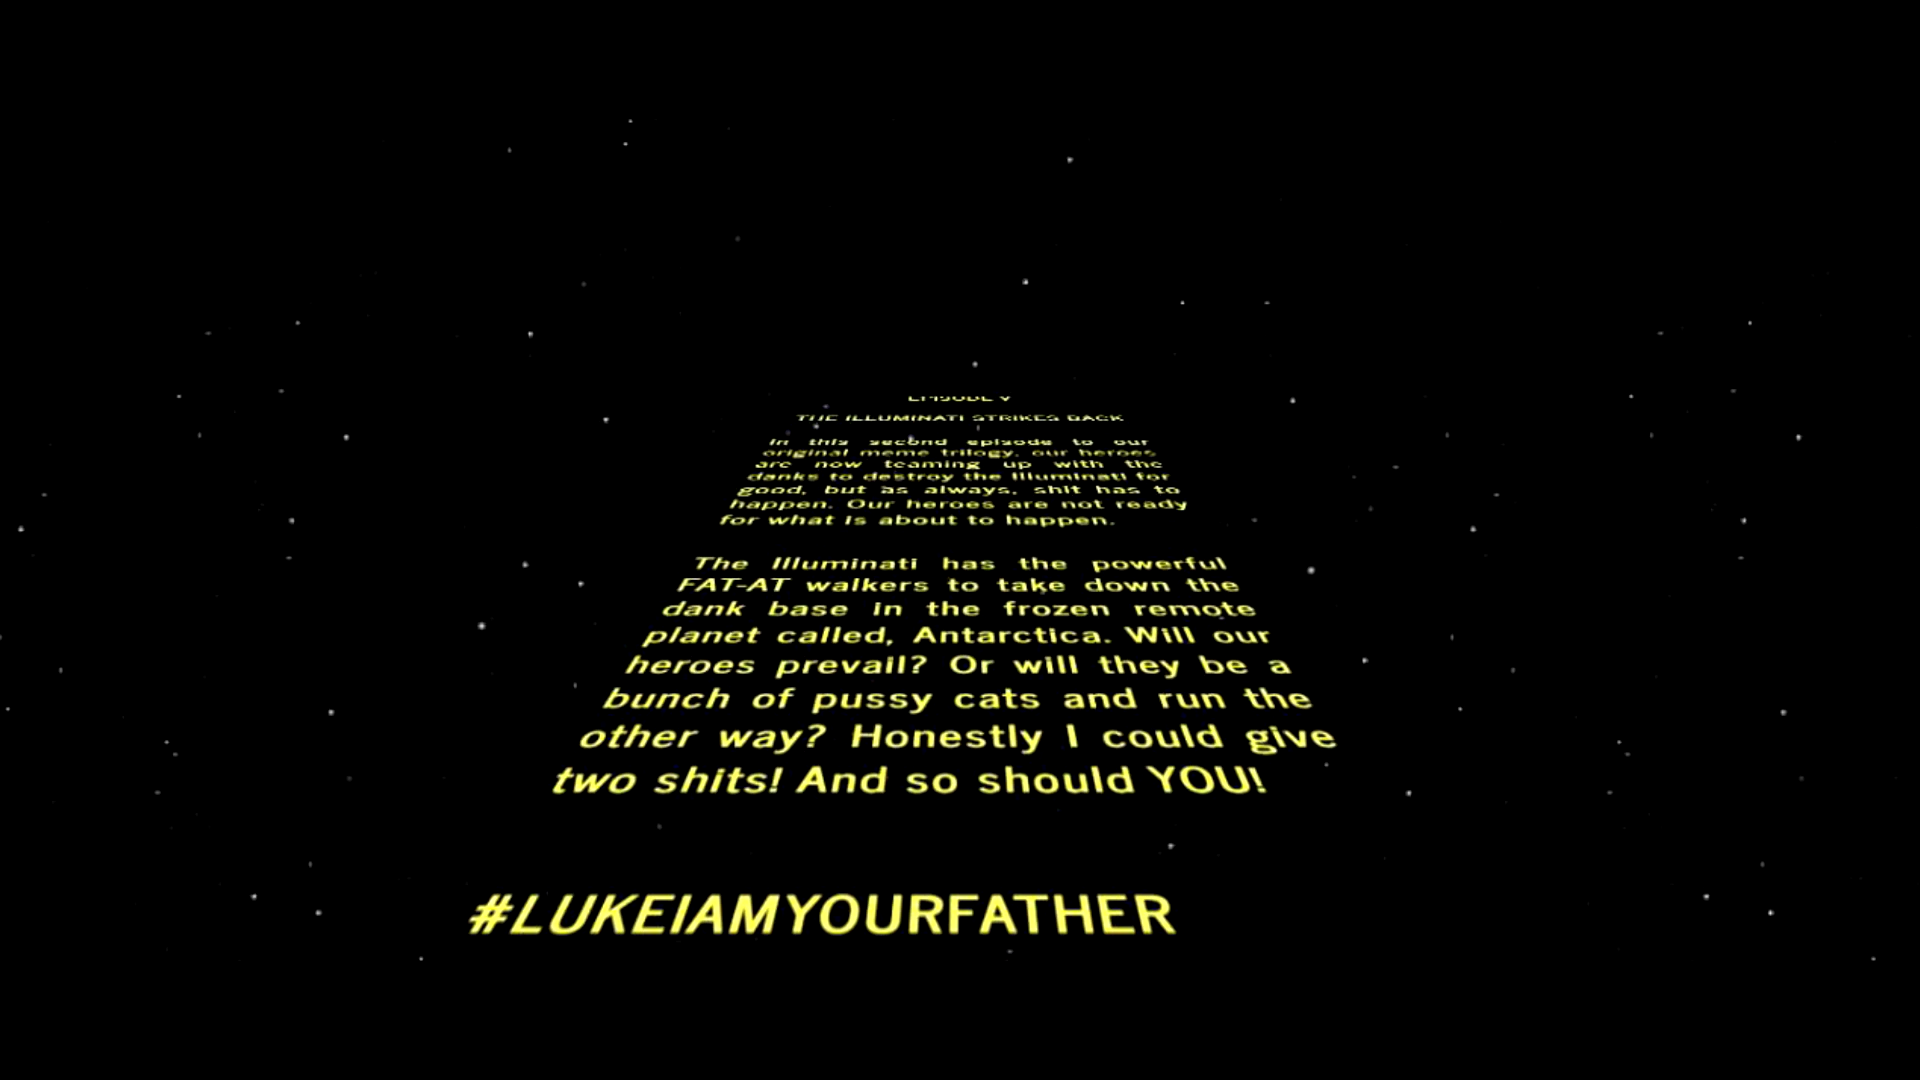 EPISODE V
THE ILLUMINATI STRIKES BACK
In this second episode to our
original meme trilogy, our heroes
are now teaming up with the
danks to destroy the Illuminati for
good, but as always, shit has to
happen. Our heroes are not ready
for what is about to happen.
The Illuminati has the powerful
FAT-AT walkers to take down the
dank base in the frozen remote
planet called, Antarctica. Will our
heroes prevail? Or will they be a
bunch of pussy cats and run the
other way? Honestly I could give
two shits! And so should YOU!
#LUKEIAMYOURFATHER